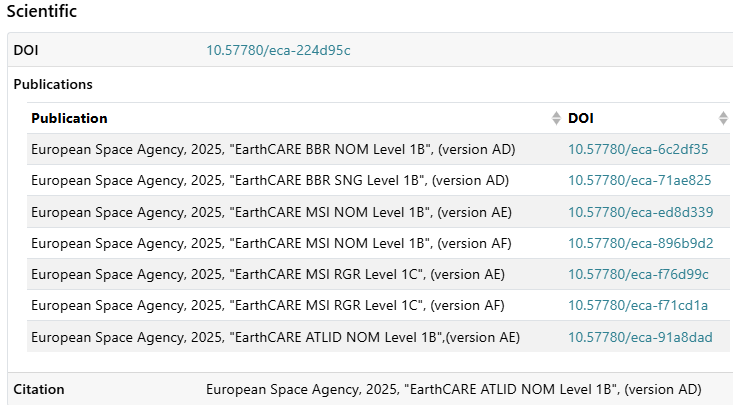 Scientific
DOI 10.57780/eca-224d95c
Publications
Publication DOI
European Space Agency, 2025, "EarthCARE BBR NOM Level 1B", (version AD) 10.57780/eca-6c2df35
European Space Agency, 2025, "EarthCARE BBR SNG Level 1B", (version AD) 10.57780/eca-71ae825
European Space Agency, 2025, "EarthCARE MSI NOM Level 1B", (version AE) 10.57780/eca-ed8d339
European Space Agency, 2025, "EarthCARE MSI NOM Level 1B", (version AF) 10.57780/eca-896b9d2
European Space Agency, 2025, "EarthCARE MSI RGR Level 1C", (version AE) 10.57780/eca-f76d99c
European Space Agency, 2025, "EarthCARE MSI RGR Level 1C", (version AF) 10.57780/eca-f71cd1a
European Space Agency, 2025, "EarthCARE ATLID NOM Level 1B",(version AE) 10.57780/eca-91a8dad
Citation European Space Agency, 2025, "EarthCARE ATLID NOM Level 1B", (version AD)